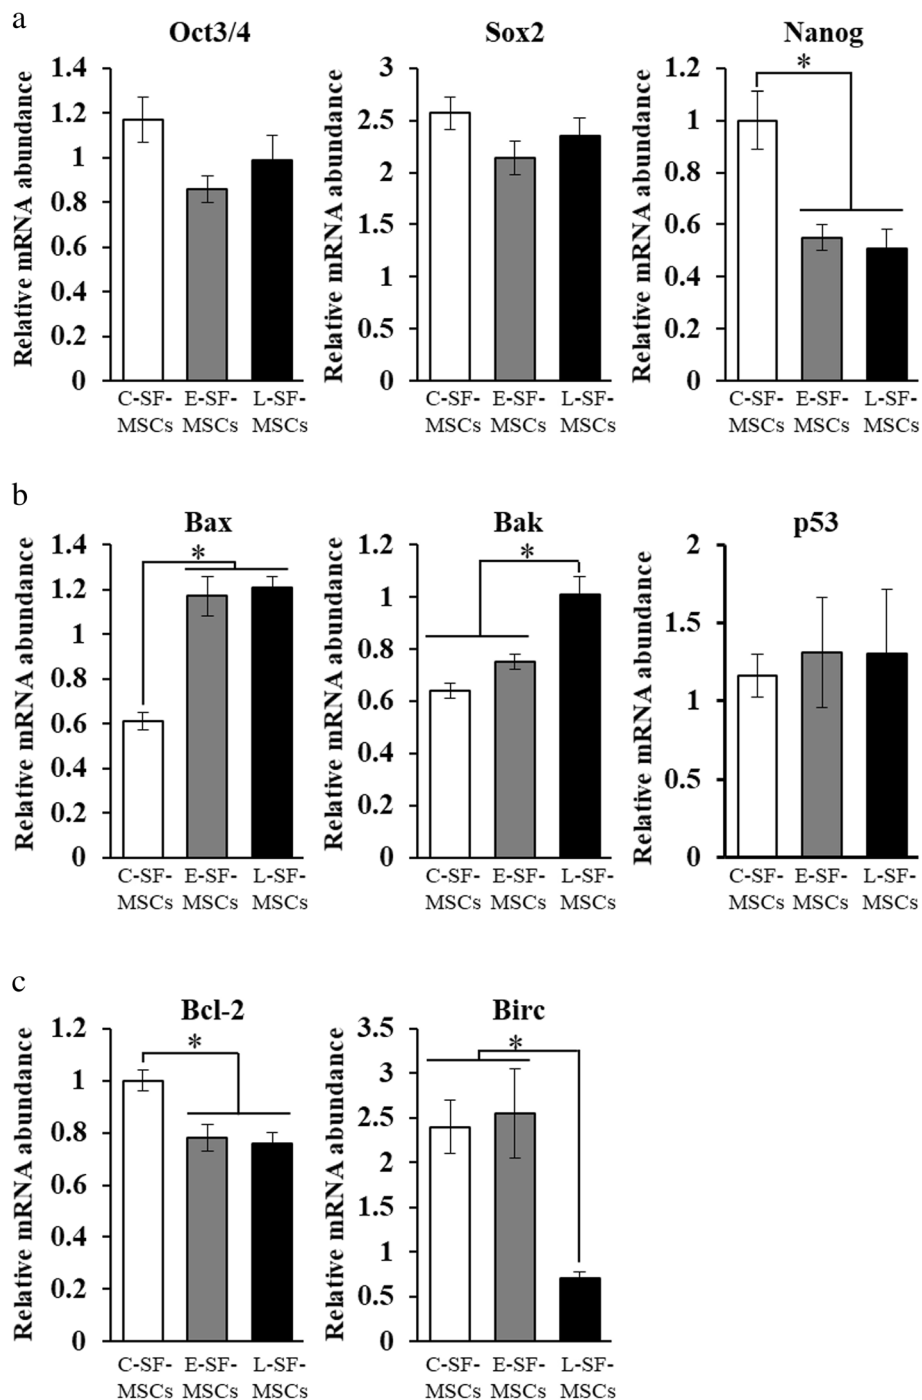 a
Oct3/4
Sox2
Nanog
Relative mRNA abundance
1.4
1.2
1
0.8
0.6
0.4
0.2
0
C-SF-
MSCs
E-SF-
MSCs
L-SF-
MSCs
Relative mRNA abundance
3
2.5
2
1.5
1
0.5
0
C-SF-
MSCs
E-SF-
MSCs
L-SF-
MSCs
Relative mRNA abundance
1.2
1
0.8
0.6
0.4
0.2
0
*
C-SF-
MSCs
E-SF-
MSCs
L-SF-
MSCs
b
Bax
Bak
p53
Relative mRNA abundance
1.4
1.2
1
0.8
0.6
0.4
0.2
0
*
C-SF-
MSCs
E-SF-
MSCs
L-SF-
MSCs
Relative mRNA abundance
1.2
1
0.8
0.6
0.4
0.2
0
*
C-SF-
MSCs
E-SF-
MSCs
L-SF-
MSCs
Relative mRNA abundance
2
1.5
1
0.5
0
C-SF-
MSCs
E-SF-
MSCs
L-SF-
MSCs
c
Bcl-2
Birc
Relative mRNA abundance
1.2
1
0.8
0.6
0.4
0.2
0
*
C-SF-
MSCs
E-SF-
MSCs
L-SF-
MSCs
Relative mRNA abundance
3.5
3
2.5
2
1.5
1
0.5
0
*
C-SF-
MSCs
E-SF-
MSCs
L-SF-
MSCs